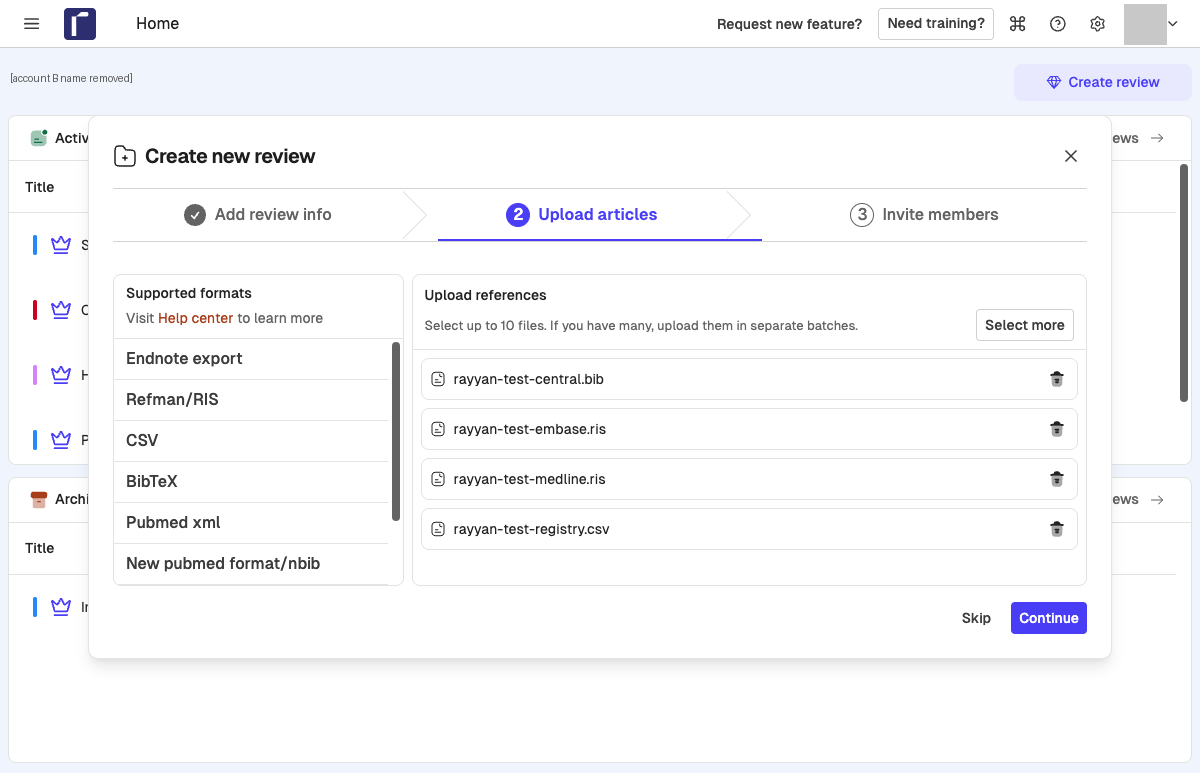 Home
Request new feature?
Need training?
[account B name removed]
Create review
Activ
ews
Title
S
C
H
P
Archi
ews
Title
Ir
Create new review
Add review info
2
Upload articles
3
Invite members
Supported formats
Visit Help center to learn more
Endnote export
Refman/RIS
CSV
BibTeX
Pubmed xml
New pubmed format/nbib
Upload references
Select up to 10 files. If you have many, upload them in separate batches.
Select more
rayyan-test-central.bib
rayyan-test-embase.ris
rayyan-test-medline.ris
rayyan-test-registry.csv
Skip
Continue